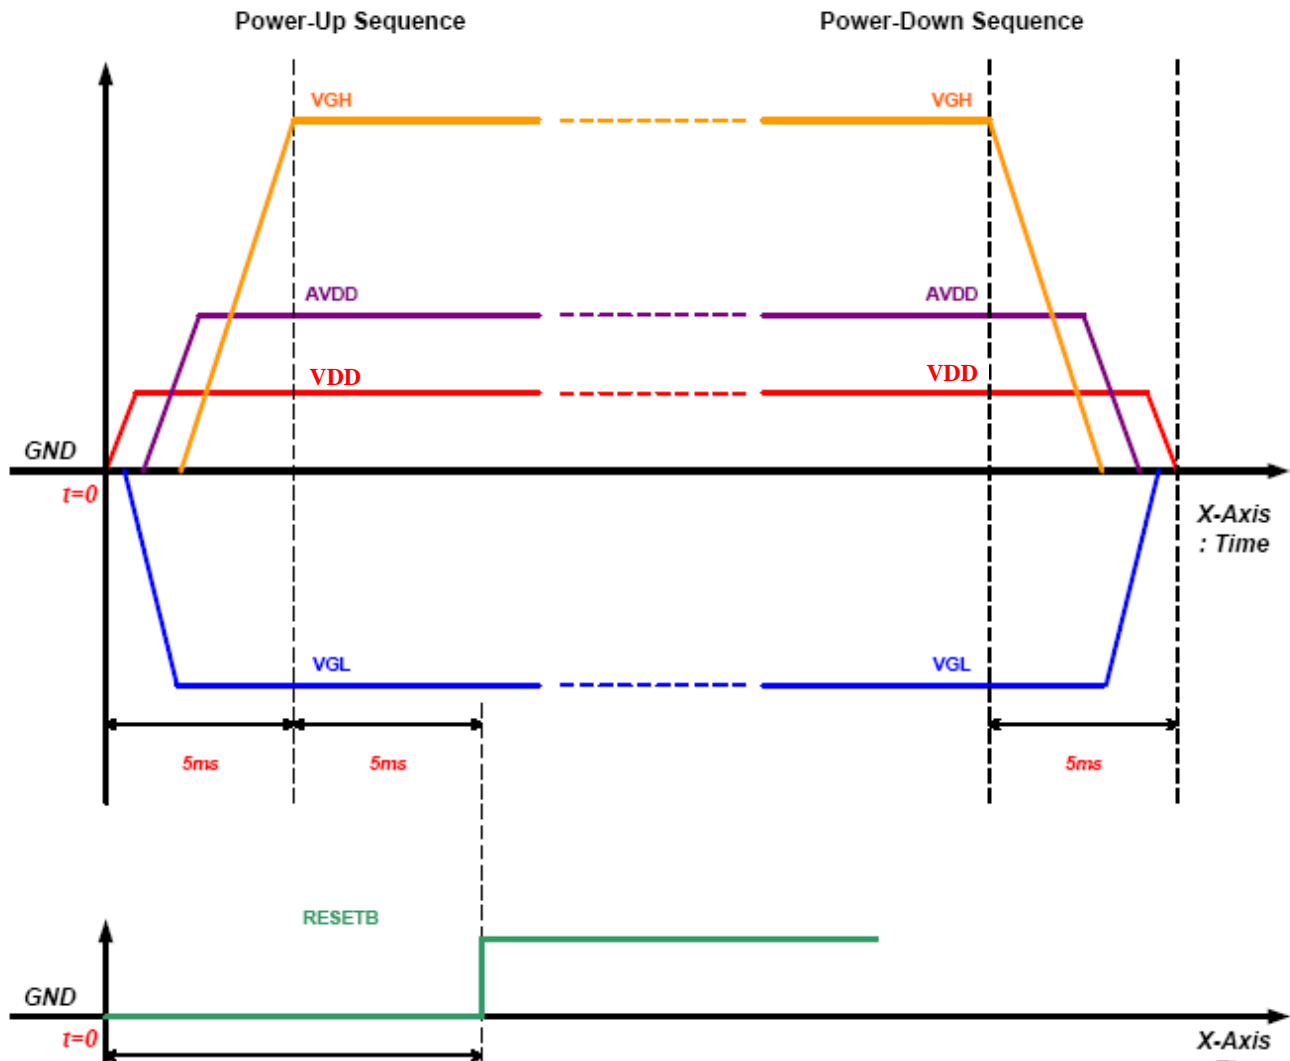 Power-Up Sequence Power-Down Sequence
VGH VGH
AVDD AVDD
VDD VDD
GND
t=0
X-Axis
: Time
VGL VGL
5ms 5ms 5ms
RESETB
GND
t=0
X-Axis